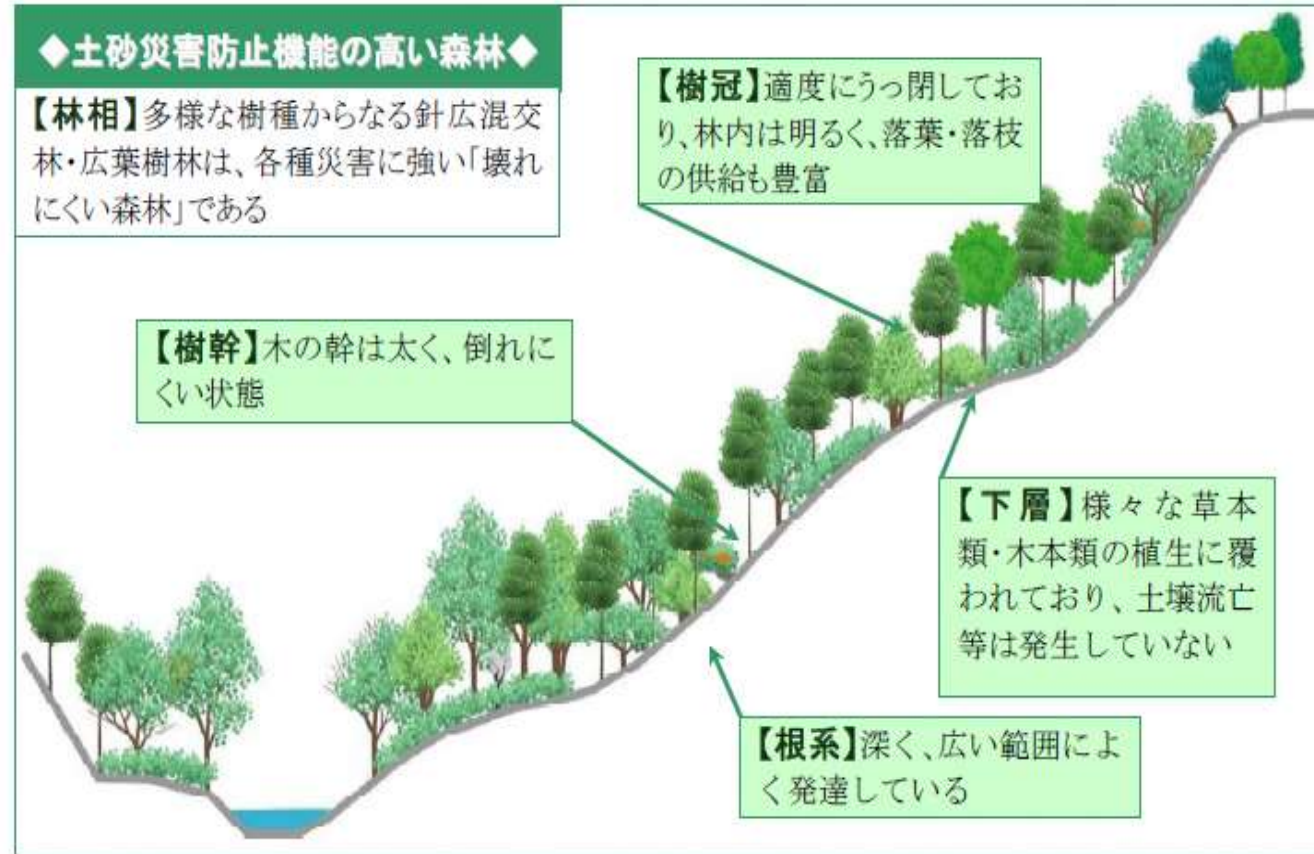 ◆土砂災害防止機能の高い森林◆
【林相】多様な樹種からなる針広混交
林・広葉樹林は、各種災害に強い「壊れ
にくい森林」である
【樹冠】適度にうっ閉してお
り、林内は明るく、落葉・落枝
の供給も豊富
【樹幹】木の幹は太く、倒れに
くい状態
【下層】様々な草本
類・木本類の植生に覆
われており、土壌流亡
等は発生していない
【根系】深く、広い範囲によ
く発達している